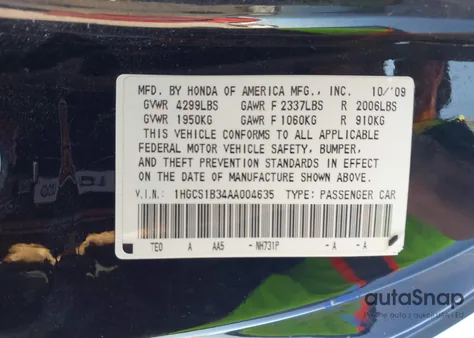 MFD. BY HONDA OF AMERICA MFG., INC. 10/'09
GVWR 4299LBS GAWR F 2337LBS R 2006LBS
GVWR 1950KG GAWR F 1060KG R 910KG
THIS VEHICLE CONFORMS TO ALL APPLICABLE
FEDERAL MOTOR VEHICLE SAFETY, BUMPER,
AND THEFT PREVENTION STANDARDS IN EFFECT
ON THE DATE OF MANUFACTURE SHOWN ABOVE.
V.I.N.: 1HGCS1B34AA004635 TYPE: PASSENGER CAR
TE0 A AA5 - NH731P - A - A
autoSnap